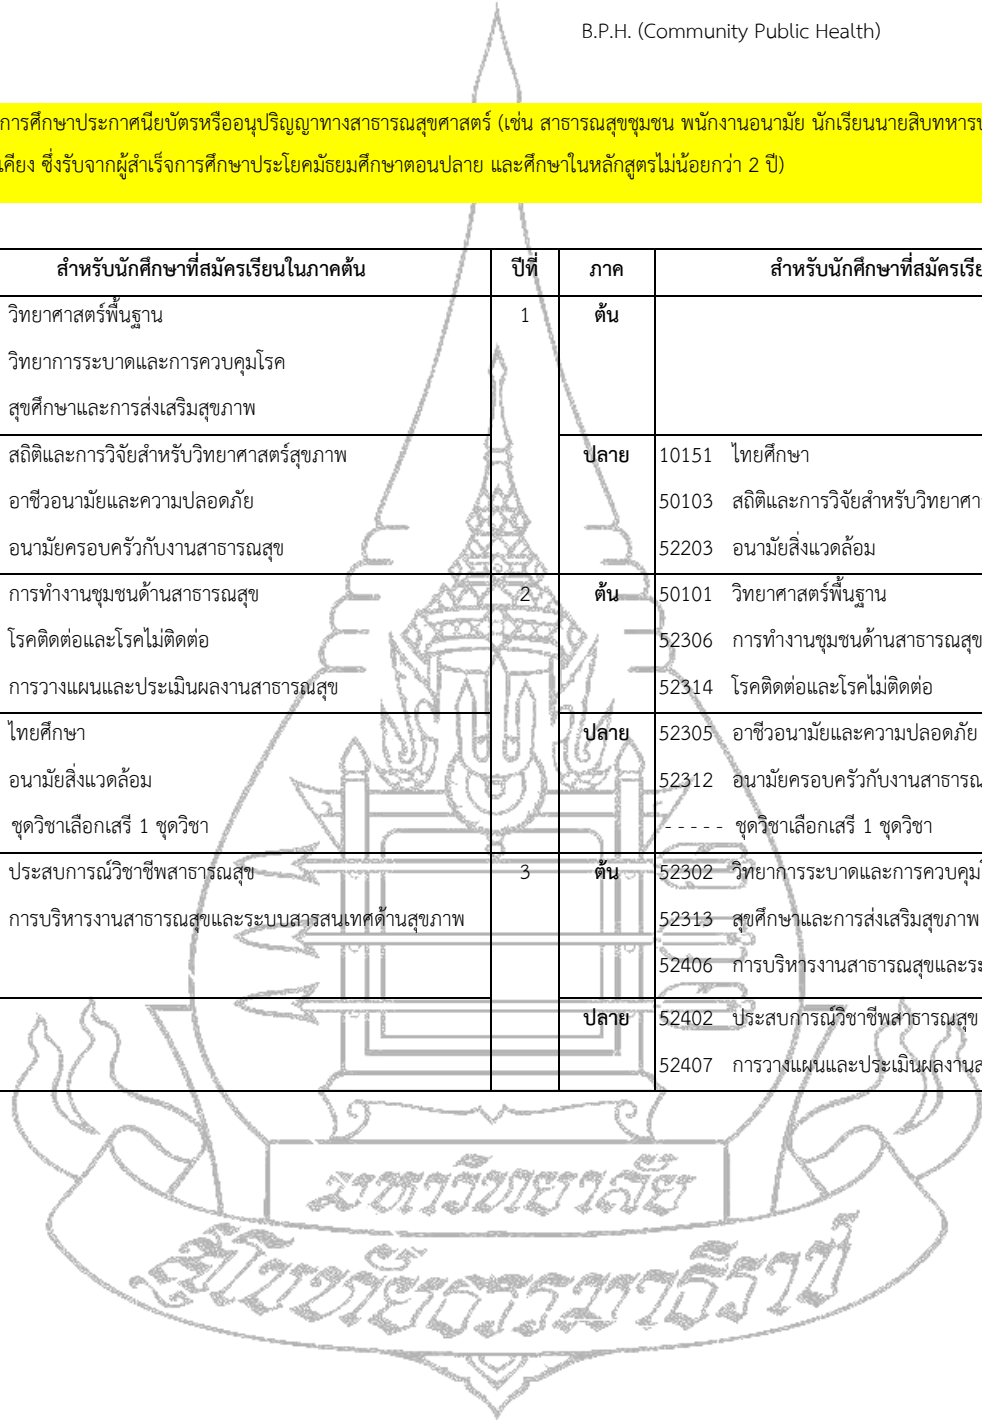 B.P.H. (Community Public Health)
การศึกษาประกาศนียบัตรหรืออนุปริญญาทางสาธารณสุขศาสตร์ (เช่น สาธารณสุขชุมชน พนักงานอนามัย นักเรียนนายสิบทหาร
เคียง ซึ่งรับจากผู้สำเร็จการศึกษาประโยคมัธยมศึกษาตอนปลาย และศึกษาในหลักสูตรไม่น้อยกว่า 2 ปี)
สำหรับนักศึกษาที่สมัครเรียนในภาคต้น ปีที่ ภาค สำหรับนักศึกษาที่สมัครเรีย
วิทยาศาสตร์พื้นฐาน 1 ต้น
วิทยาการระบาดและการควบคุมโรค
สุขศึกษาและการส่งเสริมสุขภาพ
สถิติและการวิจัยสำหรับวิทยาศาสตร์สุขภาพ ปลาย 10151 ไทยศึกษา
อาชีวอนามัยและความปลอดภัย 50103 สถิติและการวิจัยสำหรับวิทยาศา
อนามัยครอบครัวกับงานสาธารณสุข 52203 อนามัยสิ่งแวดล้อม
การทำงานชุมชนด้านสาธารณสุข 2 ต้น 50101 วิทยาศาสตร์พื้นฐาน
โรคติดต่อและโรคไม่ติดต่อ 52306 การทำงานชุมชนด้านสาธารณสุข
การวางแผนและประเมินผลงานสาธารณสุข 52314 โรคติดต่อและโรคไม่ติดต่อ
ไทยศึกษา ปลาย 52305 อาชีวอนามัยและความปลอดภัย
อนามัยสิ่งแวดล้อม 52312 อนามัยครอบครัวกับงานสาธารณ
ชุดวิชาเลือกเสรี 1 ชุดวิชา - - - - - ชุดวิชาเลือกเสรี 1 ชุดวิชา
ประสบการณ์วิชาชีพสาธารณสุข 3 ต้น 52302 วิทยาการระบาดและการควบคุม
การบริหารงานสาธารณสุขและระบบสารสนเทศด้านสุขภาพ 52313 สุขศึกษาและการส่งเสริมสุขภาพ
52406 การบริหารงานสาธารณสุขและระ
ปลาย 52402 ประสบการณ์วิชาชีพสาธารณสุข
52407 การวางแผนและประเมินผลงานส
มหาวิทยาลัย
สุโขทัยธรรมาธิราช